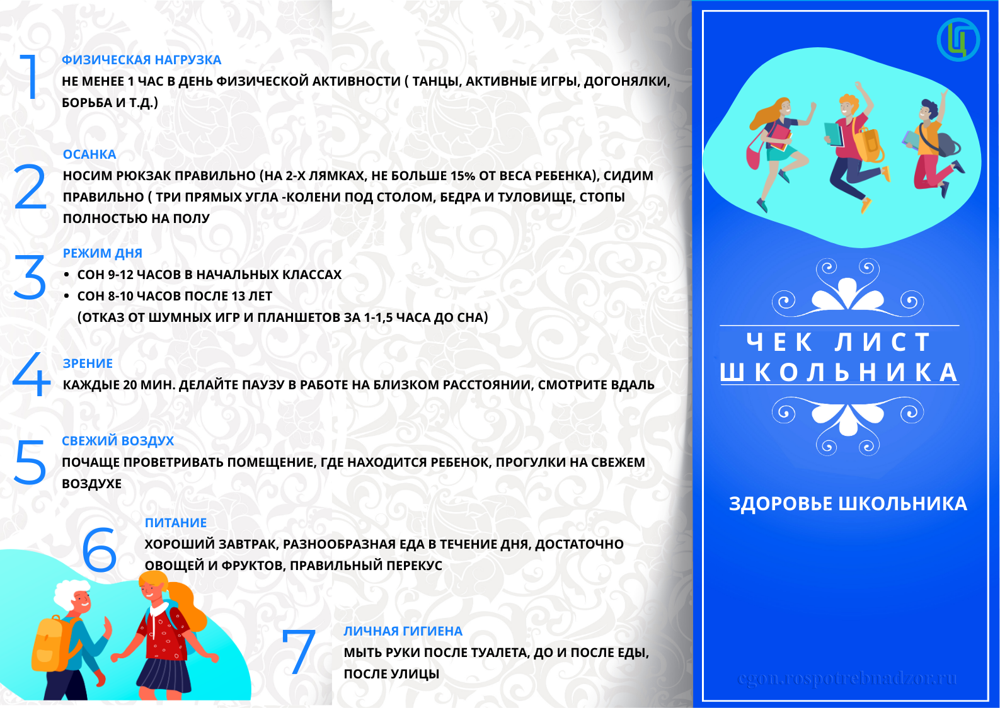 1
ФИЗИЧЕСКАЯ НАГРУЗКА
НЕ МЕНЕЕ 1 ЧАС В ДЕНЬ ФИЗИЧЕСКОЙ АКТИВНОСТИ ( ТАНЦЫ, АКТИВНЫЕ ИГРЫ, ДОГОНЯЛКИ,
БОРЬБА И Т.Д.)
2
ОСАНКА
НОСИМ РЮКЗАК ПРАВИЛЬНО (НА 2-Х ЛЯМКАХ, НЕ БОЛЬШЕ 15% ОТ ВЕСА РЕБЕНКА), СИДИМ
ПРАВИЛЬНО ( ТРИ ПРЯМЫХ УГЛА -КОЛЕНИ ПОД СТОЛОМ, БЕДРА И ТУЛОВИЩЕ, СТОПЫ
ПОЛНОСТЬЮ НА ПОЛУ
3
РЕЖИМ ДНЯ
• СОН 9-12 ЧАСОВ В НАЧАЛЬНЫХ КЛАССАХ
• СОН 8-10 ЧАСОВ ПОСЛЕ 13 ЛЕТ
(ОТКАЗ ОТ ШУМНЫХ ИГР И ПЛАНШЕТОВ ЗА 1-1,5 ЧАСА ДО СНА)
4
ЗРЕНИЕ
КАЖДЫЕ 20 МИН. ДЕЛАЙТЕ ПАУЗУ В РАБОТЕ НА БЛИЗКОМ РАССТОЯНИИ, СМОТРИТЕ ВДАЛЬ
5
СВЕЖИЙ ВОЗДУХ
ПОЧАЩЕ ПРОВЕТРИВАТЬ ПОМЕЩЕНИЕ, ГДЕ НАХОДИТСЯ РЕБЕНОК, ПРОГУЛКИ НА СВЕЖЕМ
ВОЗДУХЕ
6
ПИТАНИЕ
ХОРОШИЙ ЗАВТРАК, РАЗНООБРАЗНАЯ ЕДА В ТЕЧЕНИЕ ДНЯ, ДОСТАТОЧНО
ОВОЩЕЙ И ФРУКТОВ, ПРАВИЛЬНЫЙ ПЕРЕКУС
7
ЛИЧНАЯ ГИГИЕНА
МЫТЬ РУКИ ПОСЛЕ ТУАЛЕТА, ДО И ПОСЛЕ ЕДЫ,
ПОСЛЕ УЛИЦЫ
ЧЕК ЛИСТ
ШКОЛЬНИКА
ЗДОРОВЬЕ ШКОЛЬНИКА
cgon.rospotrebnadzor.ru